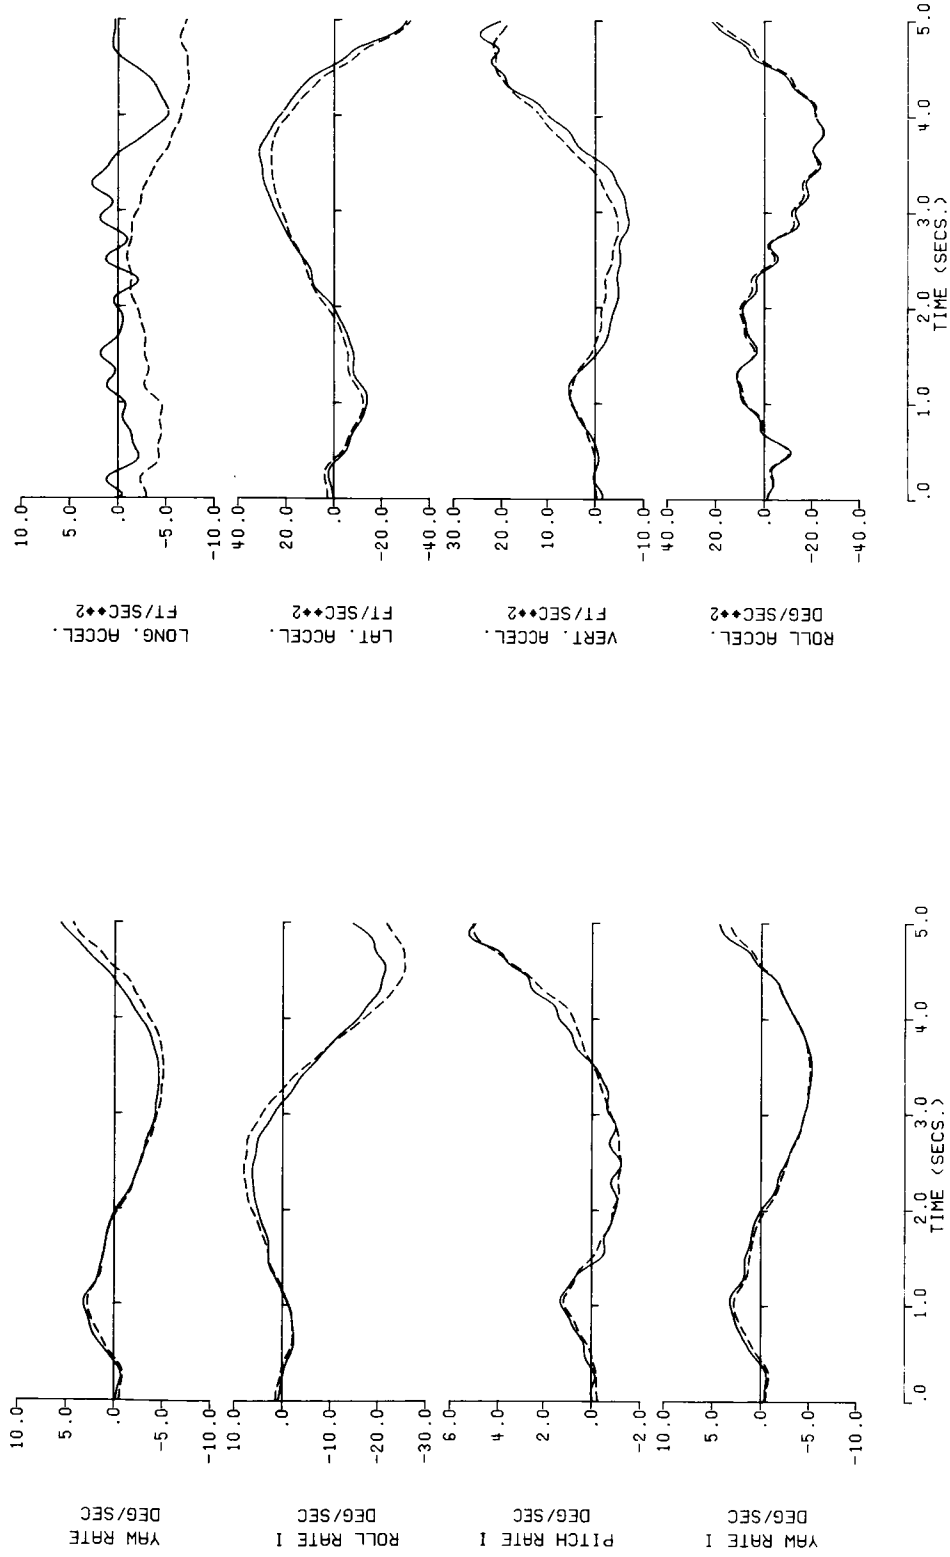 10.0
5.0
.0
-5.0
-10.0
LONG. ACCEL.
FT/SEC**2
40.0
20.0
.0
-20.0
-40.0
LAT. ACCEL.
FT/SEC**2
30.0
20.0
10.0
.0
-10.0
VERT. ACCEL.
FT/SEC**2
40.0
20.0
.0
-20.0
-40.0
ROLL ACCEL.
DEG/SEC**2
.0 1.0 2.0 3.0 4.0 5.0
TIME (SECS.)
10.0
5.0
.0
-5.0
-10.0
YAW RATE
DEG/SEC
10.0
.0
-10.0
-20.0
-30.0
ROLL RATE I
DEG/SEC
6.0
4.0
2.0
.0
-2.0
PITCH RATE I
DEG/SEC
10.0
5.0
.0
-5.0
-10.0
YAW RATE I
DEG/SEC
.0 1.0 2.0 3.0 4.0 5.0
TIME (SECS.)